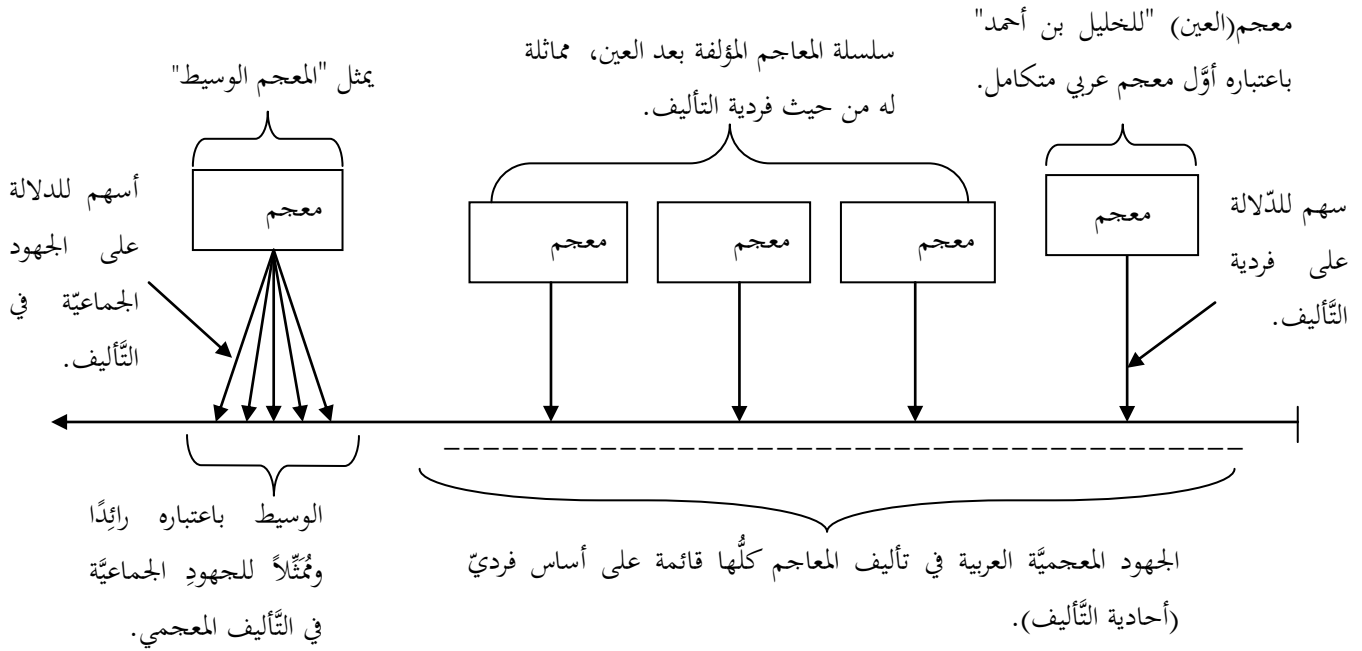 معجم(العين) "للخليل بن أحمد"
باعتباره أوَّل معجم عربي متكامل.
سلسلة المعاجم المؤلفة بعد العين، مماثلة
له من حيث فردية التأليف.
يمثل "المعجم الوسيط"
معجم
معجم
معجم
معجم
معجم
سهم للدّلالة
على فردية
التَّأليف.
أسهم للدلالة
على الجهود
الجماعيّة في
التَّأليف.
الجهود المعجميَّة العربية في تأليف المعاجم كلُّها قائمة على أساس فرديّ
(أحادية التَّأليف).
الوسيط باعتباره رائِدًا
ومُمَثِّلاً للجهودِ الجماعيَّة
في التَّأليف المعجمي.